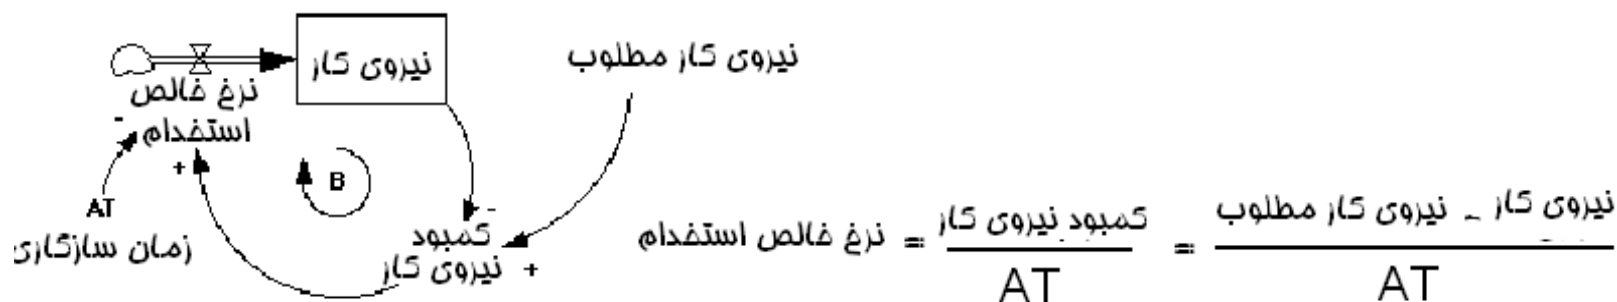 نیروی کار
نیروی کار مطلوب
نرخ خالص
استخدام
-
+
B
AT
زمان سازگاری
-
کمبود
نیروی کار
+
نرخ خالص استخدام = کمبود نیروی کار / AT = نیروی کار - نیروی کار مطلوب / AT